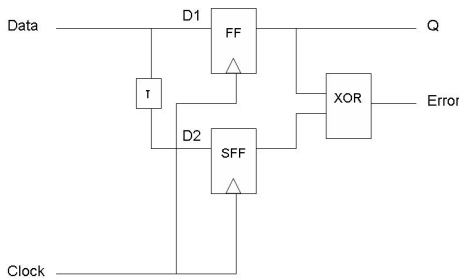 Data
D1
FF
Q
T
XOR
Error
D2
SFF
Clock